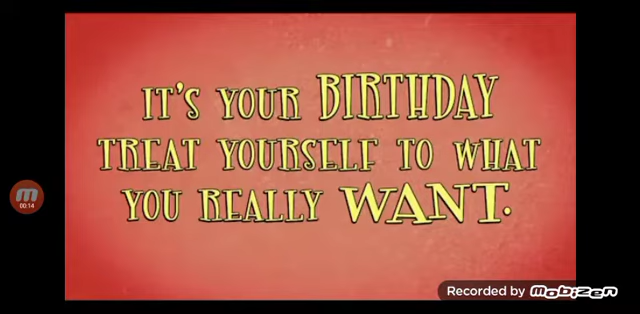 IT'S YOUR BIRTHDAY
TREAT YOURSELF TO WHAT
YOU REALLY WANT.
00:14
Recorded by mobizen